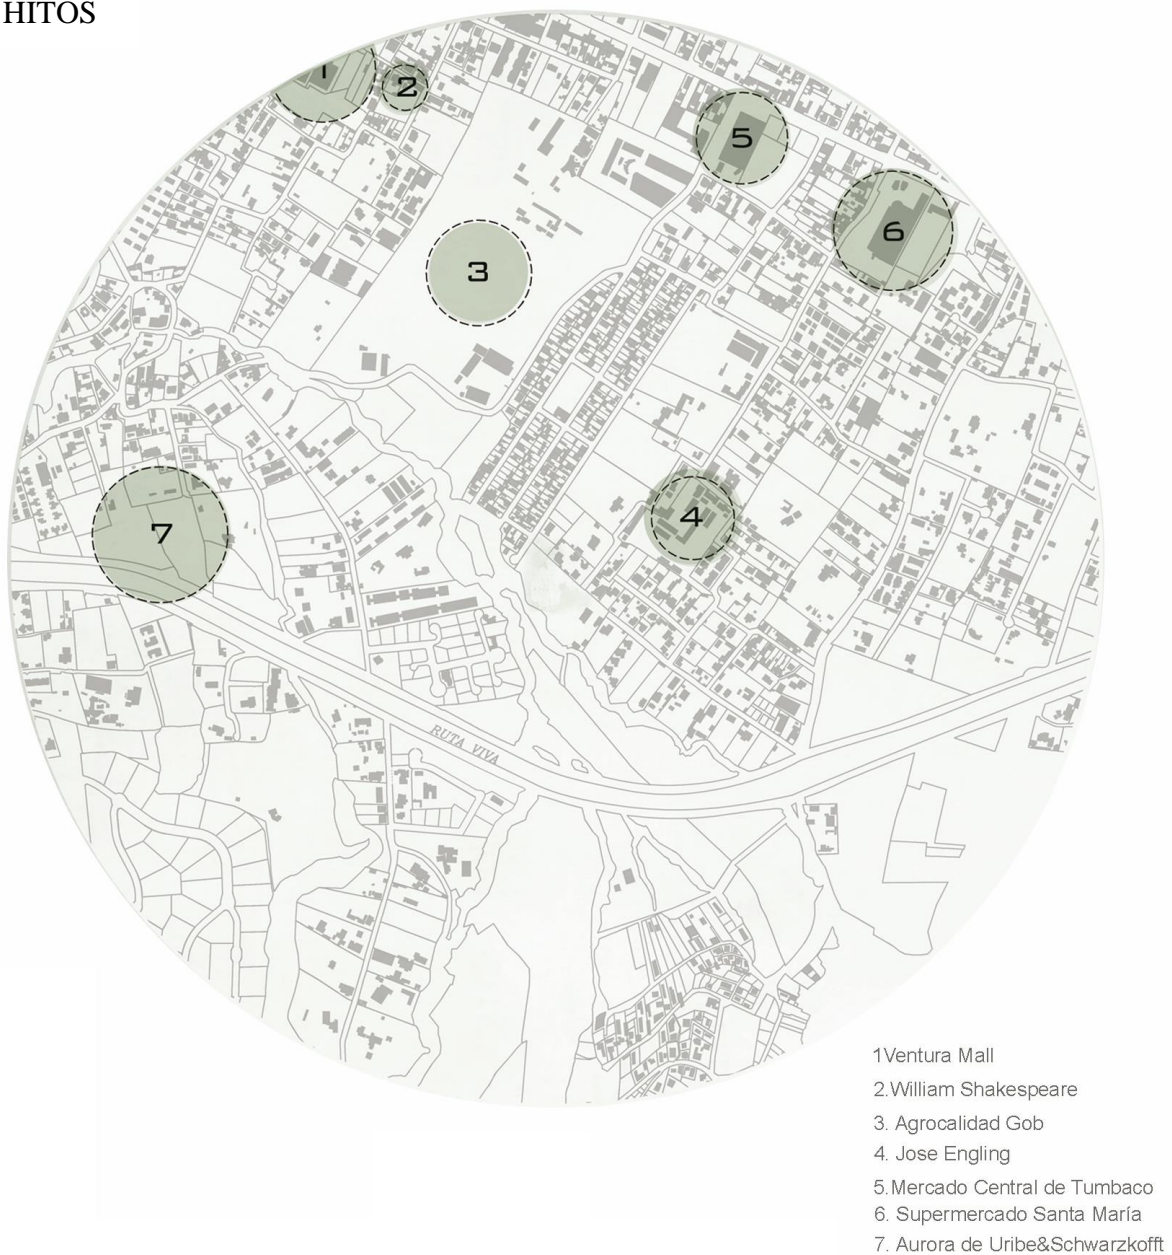 HITOS
1
2
5
6
3
4
7
RUTA VIVA
1Ventura Mall
2.William Shakespeare
3. Agrocalidad Gob
4. Jose Engling
5.Mercado Central de Tumbaco
6. Supermercado Santa María
7. Aurora de Uribe&Schwarzkofft